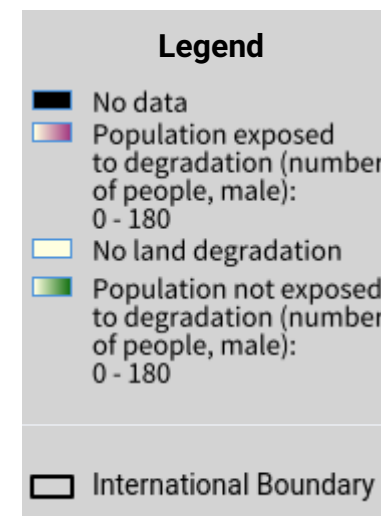 Legend
No data
Population exposed
to degradation (number
of people, male):
0 - 180
No land degradation
Population not exposed
to degradation (number
of people, male):
0 - 180
International Boundary